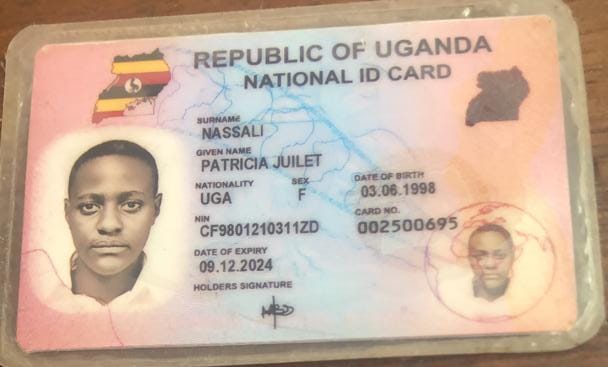 REPUBLIC OF UGANDA
NATIONAL ID CARD
SURNAME
NASSALI
GIVEN NAME
PATRICIA JUILET
NATIONALITY SEX DATE OF BIRTH
UGA F 03.06.1998
NIN CARD NO.
CF9801210311ZD 002500695
DATE OF EXPIRY
09.12.2024
HOLDERS SIGNATURE